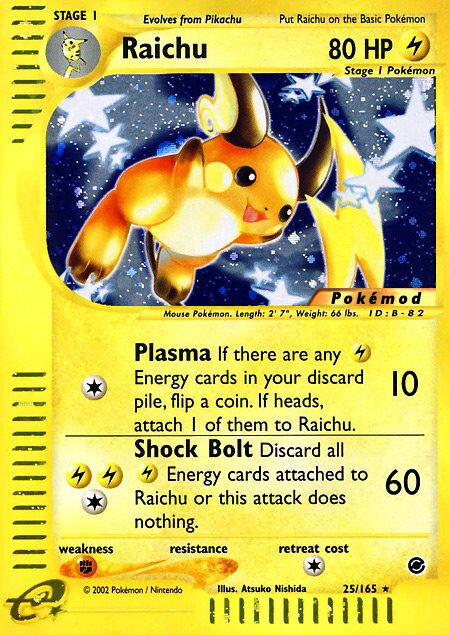 STAGE 1 Evolves from Pikachu Put Raichu on the Basic Pokémon
Raichu 80 HP
Stage 1 Pokémon
Pokémod
Mouse Pokémon. Length: 2' 7", Weight: 66 lbs. ID:B-82
Plasma If there are any
Energy cards in your discard
pile, flip a coin. If heads,
attach 1 of them to Raichu.
10
Shock Bolt Discard all
Energy cards attached to
Raichu or this attack does
nothing.
60
weakness resistance retreat cost
e
© 2002 Pokémon / Nintendo Illus. Atsuko Nishida 25/165 ★